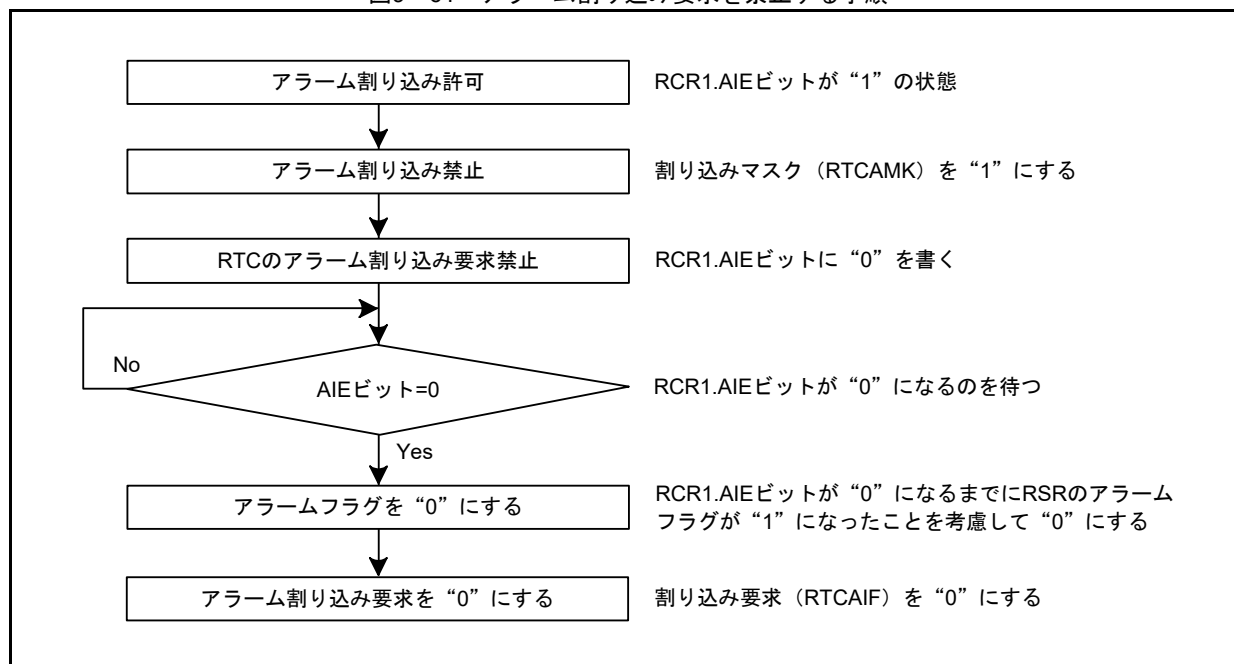 アラーム割り込み許可
RCR1.AIEビットが“1”の状態
アラーム割り込み禁止
割り込みマスク（RTCAMK）を“1”にする
RTCのアラーム割り込み要求禁止
RCR1.AIEビットに“0”を書く
No
AIEビット=0
RCR1.AIEビットが“0”になるのを待つ
Yes
アラームフラグを“0”にする
RCR1.AIEビットが“0”になるまでにRSRのアラーム
フラグが“1”になったことを考慮して“0”にする
アラーム割り込み要求を“0”にする
割り込み要求（RTCAIF）を“0”にする